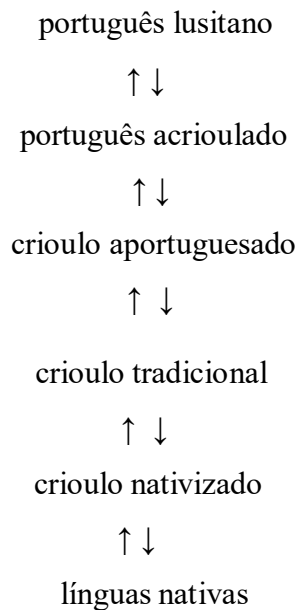 português lusitano
↑↓
português acrioulado
↑↓
crioulo aportuguesado
↑ ↓
crioulo tradicional
↑ ↓
crioulo nativizado
↑↓
línguas nativas